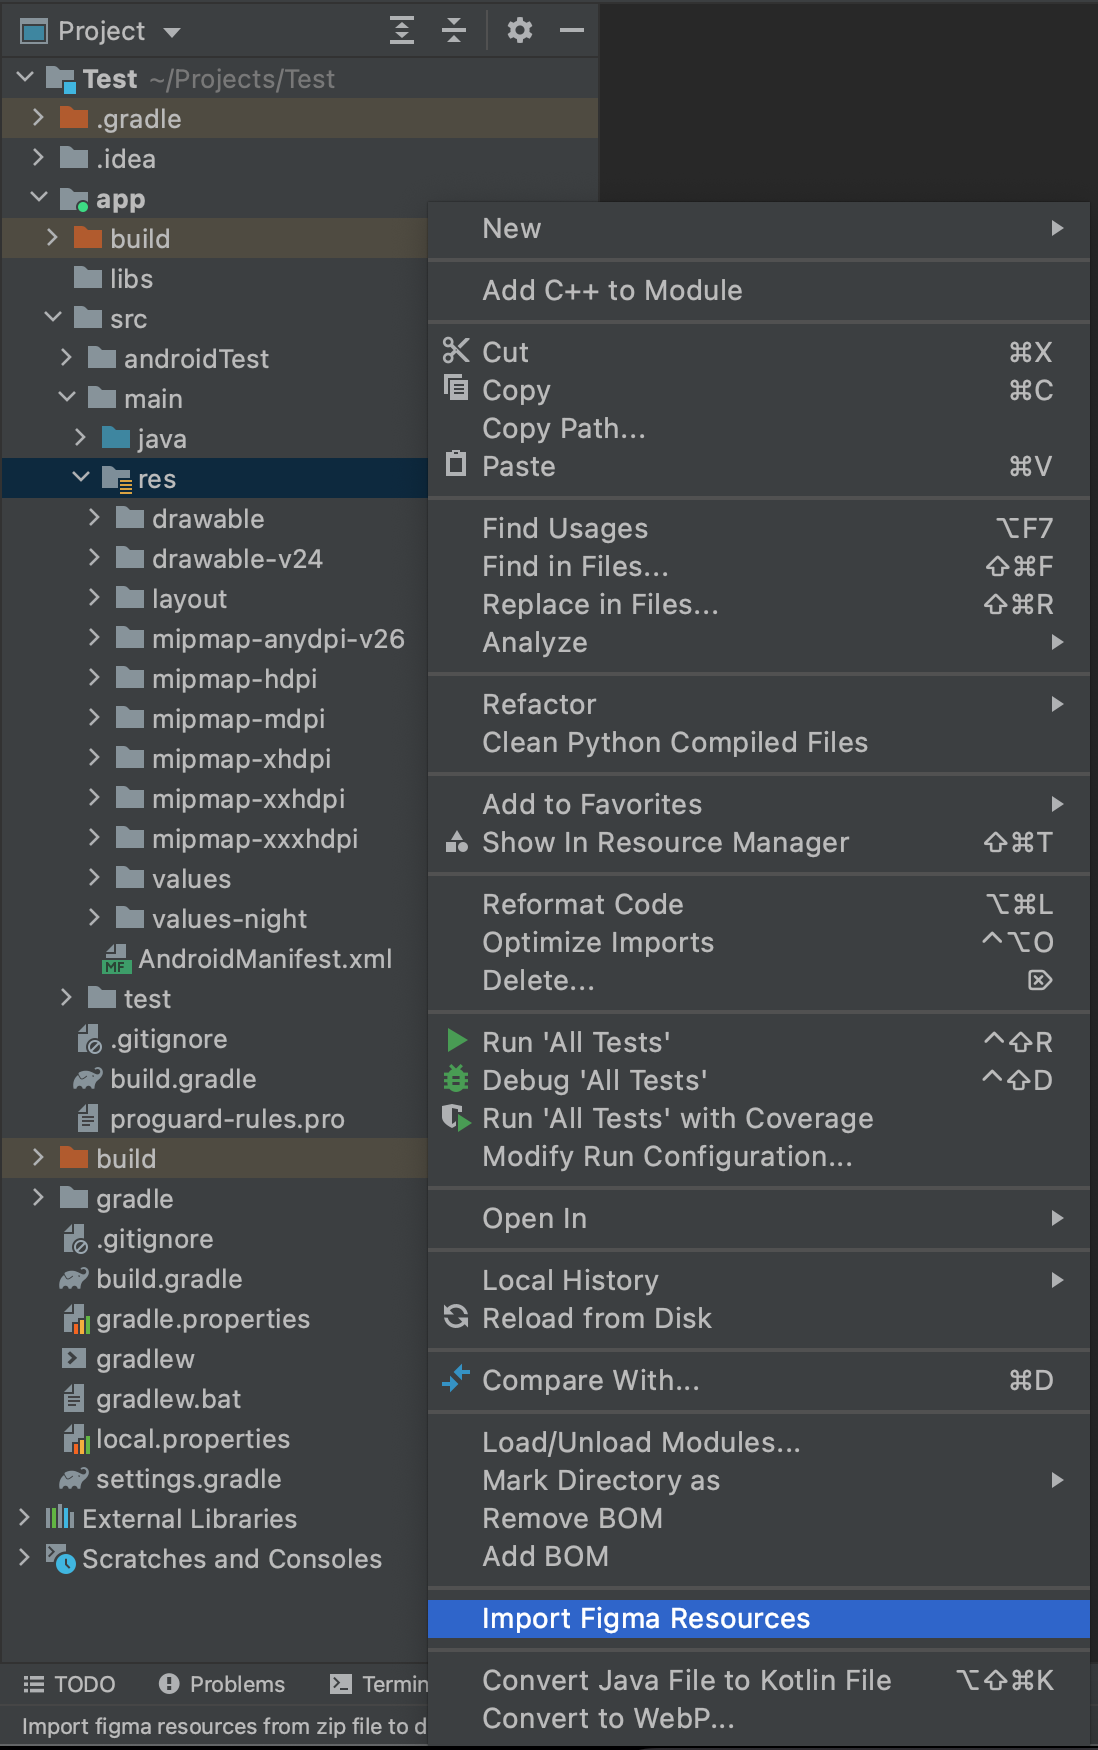 Project
Test ~/Projects/Test
.gradle
.idea
app
build
libs
src
androidTest
main
java
res
drawable
drawable-v24
layout
mipmap-anydpi-v26
mipmap-hdpi
mipmap-mdpi
mipmap-xhdpi
mipmap-xxhdpi
mipmap-xxxhdpi
values
values-night
MF AndroidManifest.xml
test
.gitignore
build.gradle
proguard-rules.pro
build
gradle
.gitignore
build.gradle
gradle.properties
gradlew
gradlew.bat
local.properties
settings.gradle
External Libraries
Scratches and Consoles
New
Add C++ to Module
Cut ⌘X
Copy ⌘C
Copy Path...
Paste ⌘V
Find Usages ⌥F7
Find in Files... ⇧⌘F
Replace in Files... ⇧⌘R
Analyze
Refactor
Clean Python Compiled Files
Add to Favorites
Show In Resource Manager ⇧⌘T
Reformat Code ⌥⌘L
Optimize Imports ^⌥O
Delete... ⌦
Run 'All Tests' ^⇧R
Debug 'All Tests' ^⇧D
Run 'All Tests' with Coverage
Modify Run Configuration...
Open In
Local History
Reload from Disk
Compare With... ⌘D
Load/Unload Modules...
Mark Directory as
Remove BOM
Add BOM
Import Figma Resources
Convert Java File to Kotlin File ⌥⇧⌘K
Convert to WebP...
TODO Problems Termin
Import figma resources from zip file to d